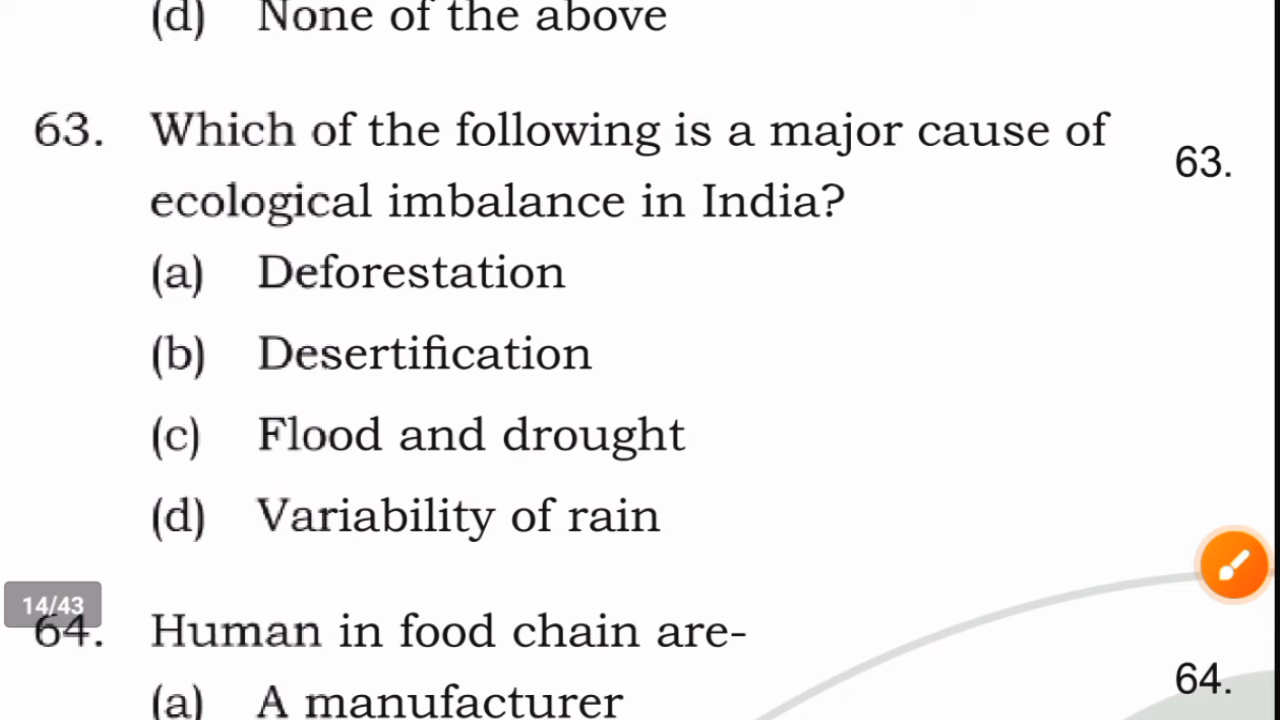 (d) None of the above
63. Which of the following is a major cause of
ecological imbalance in India?
63.
(a) Deforestation
(b) Desertification
(c) Flood and drought
(d) Variability of rain
14/43
64. Human in food chain are-
64.
(a) A manufacturer